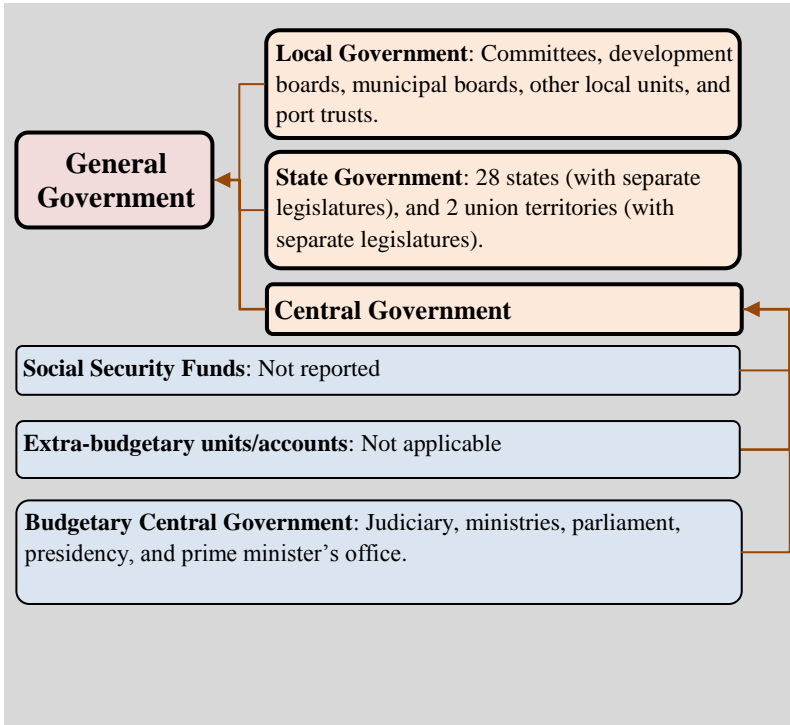 Local Government: Committees, development
boards, municipal boards, other local units, and
port trusts.
General
Government
State Government: 28 states (with separate
legislatures), and 2 union territories (with
separate legislatures).
Central Government
Social Security Funds: Not reported
Extra-budgetary units/accounts: Not applicable
Budgetary Central Government: Judiciary, ministries, parliament,
presidency, and prime minister’s office.